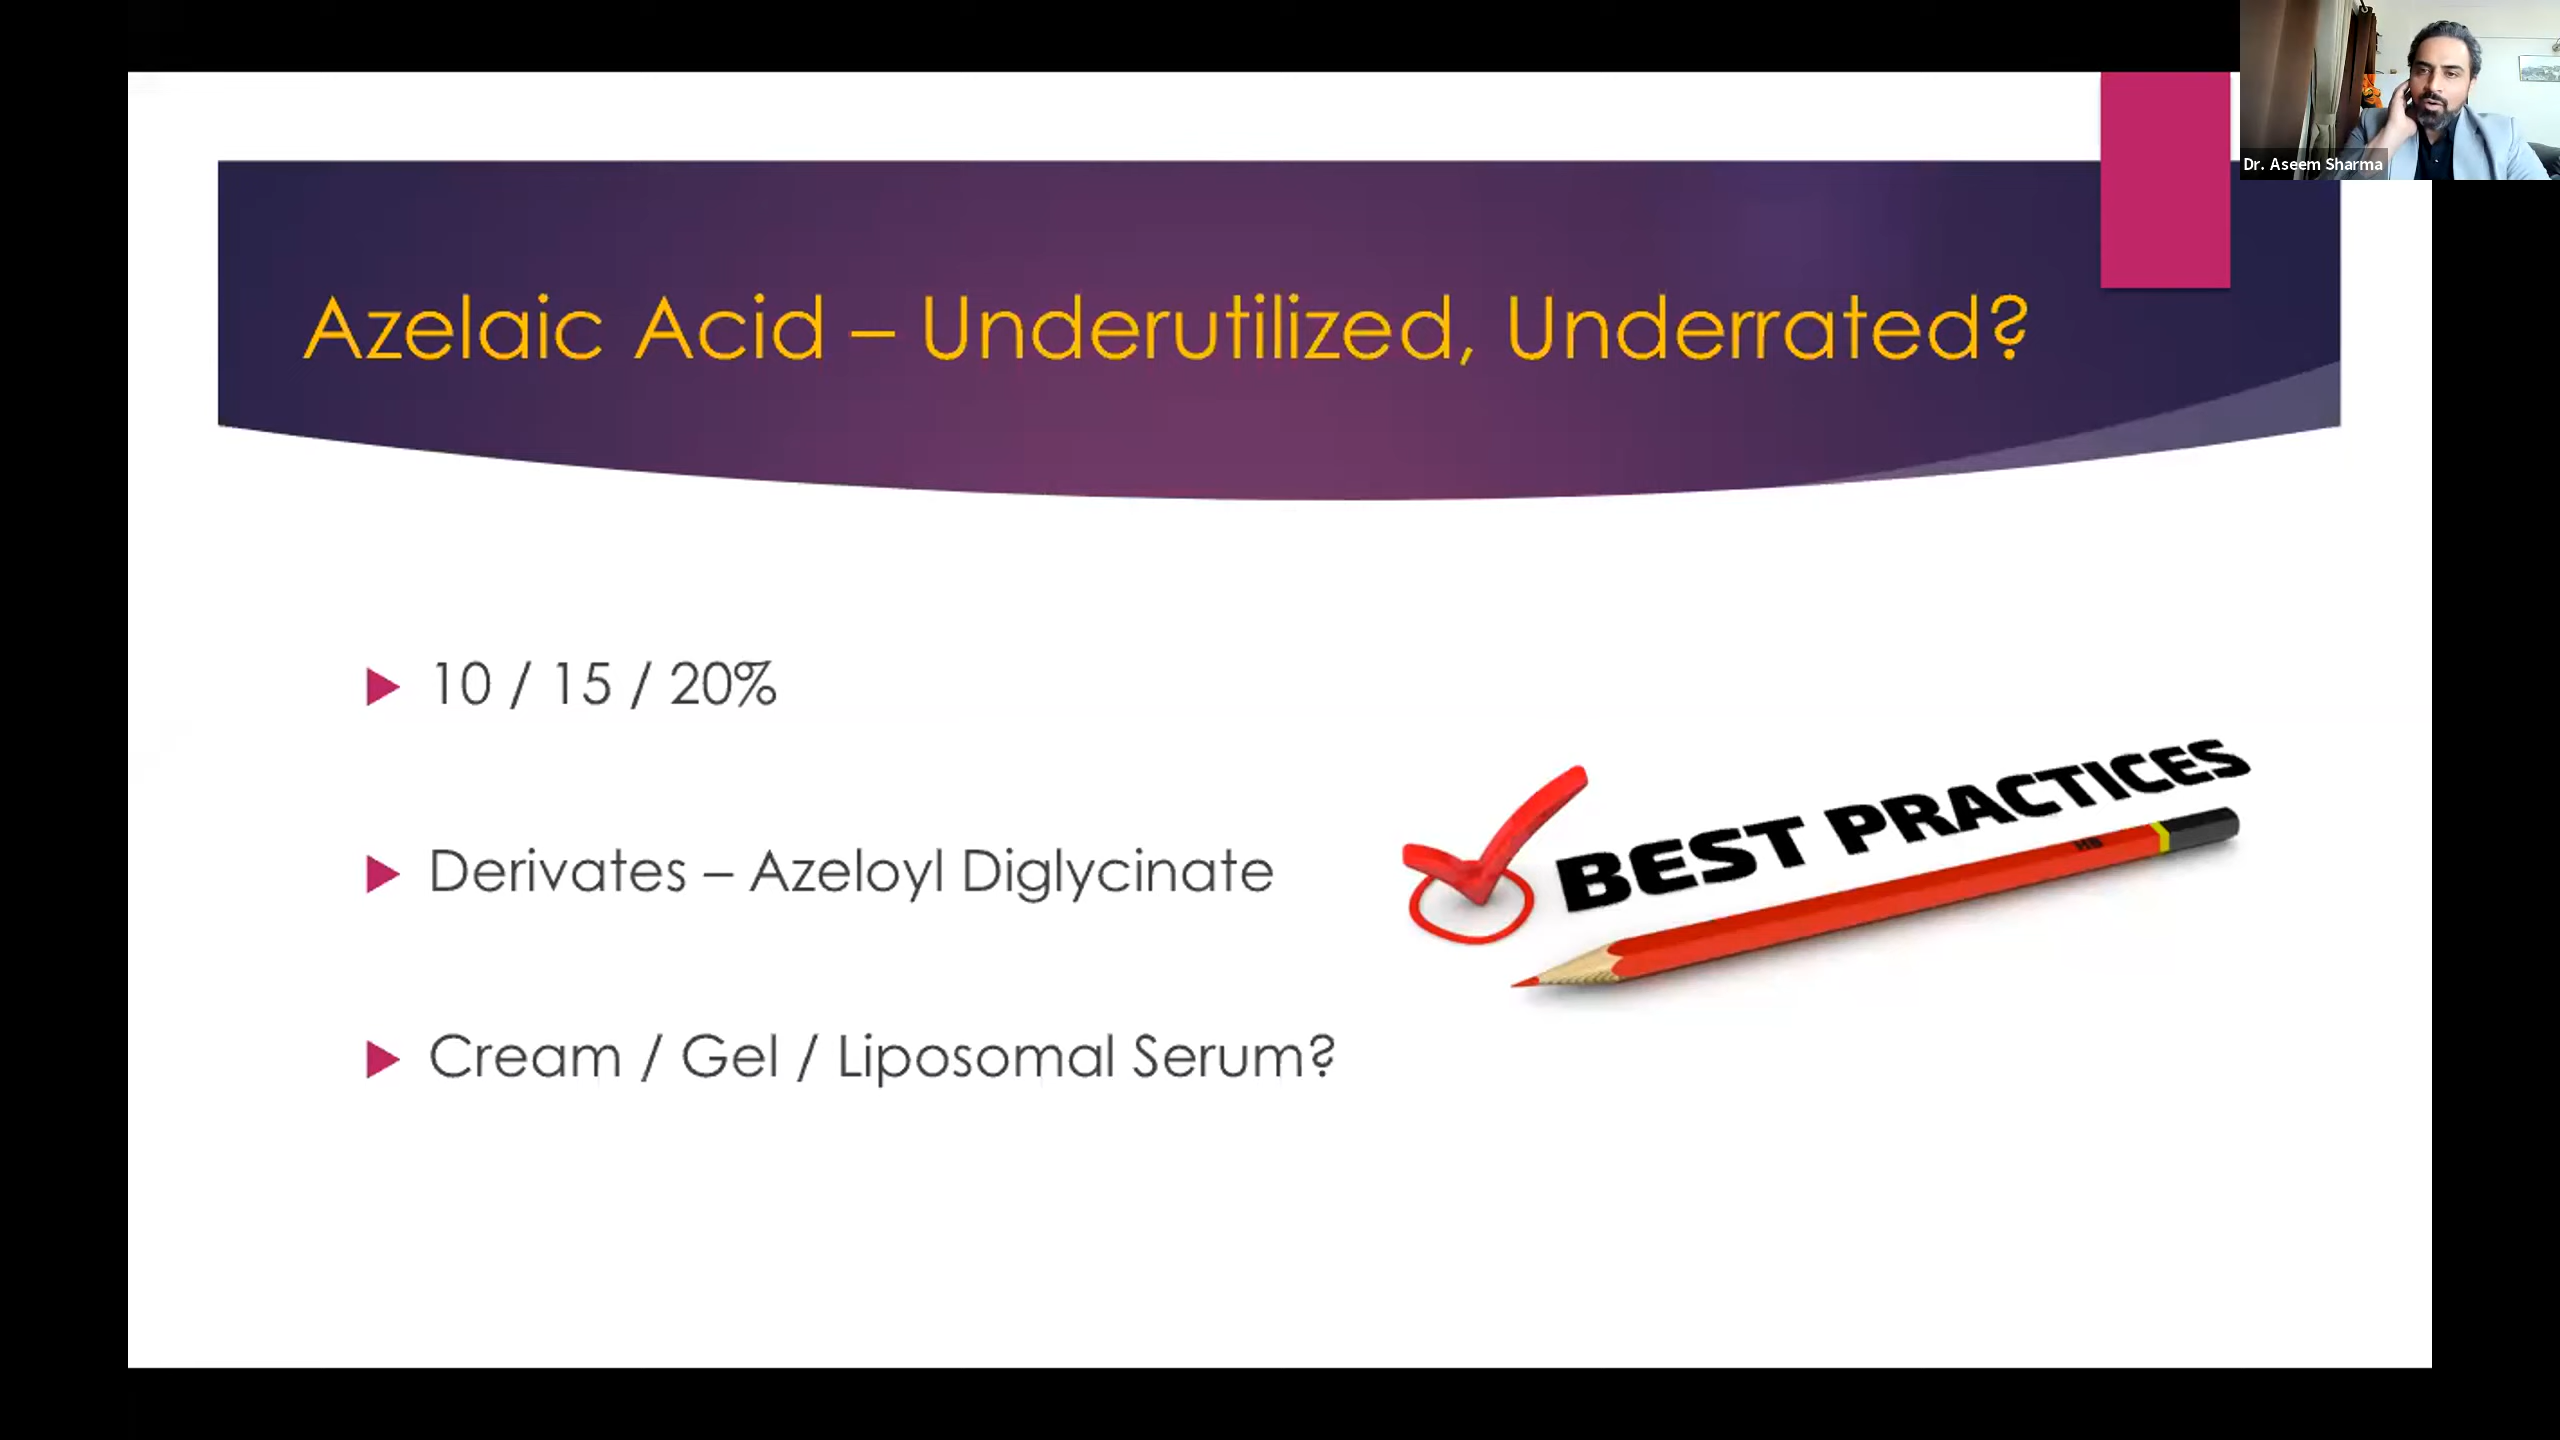 Dr. Aseem Sharma
Azelaic Acid – Underutilized, Underrated?
10 / 15 / 20%
Derivates – Azeloyl Diglycinate
Cream / Gel / Liposomal Serum?
BEST PRACTICES
HB